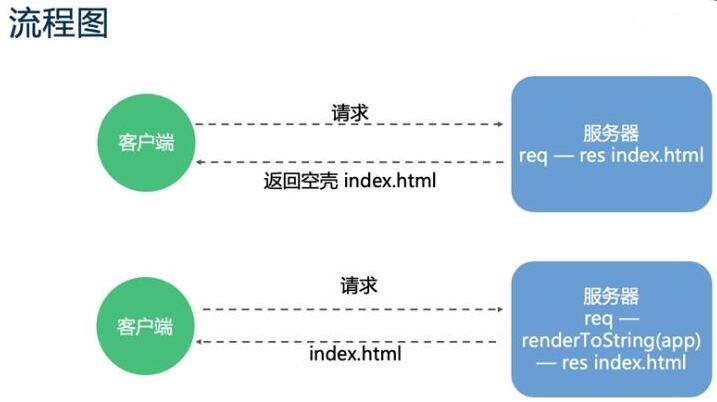 流程图
客户端
请求
返回空壳 index.html
服务器
req — res index.html
客户端
请求
index.html
服务器
req —
renderToString(app)
— res index.html